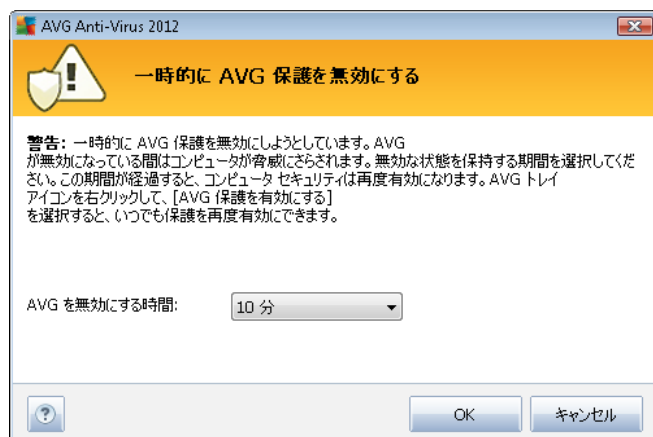 AVG Anti-Virus 2012
一時的に AVG 保護を無効にする
警告: 一時的に AVG 保護を無効にしようとしています。AVG
が無効になっている間はコンピュータが脅威にさらされます。無効な状態を保持する期間を選択してくだ
さい。この期間が経過すると、コンピュータ セキュリティは再度有効になります。AVG トレイ
アイコンを右クリックして、[AVG 保護を有効にする]
を選択すると、いつでも保護を再度有効にできます。
AVG を無効にする時間:
10 分
?
OK
キャンセル